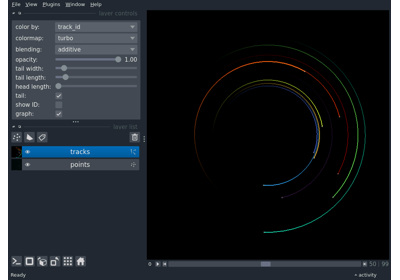 File View Plugins Window Help
layer controls
color by: track_id
colormap: turbo
blending: additive
opacity: 1.00
tail width:
tail length:
head length:
tail:
show ID:
graph:
layer list
tracks
points
50 99
Ready
activity